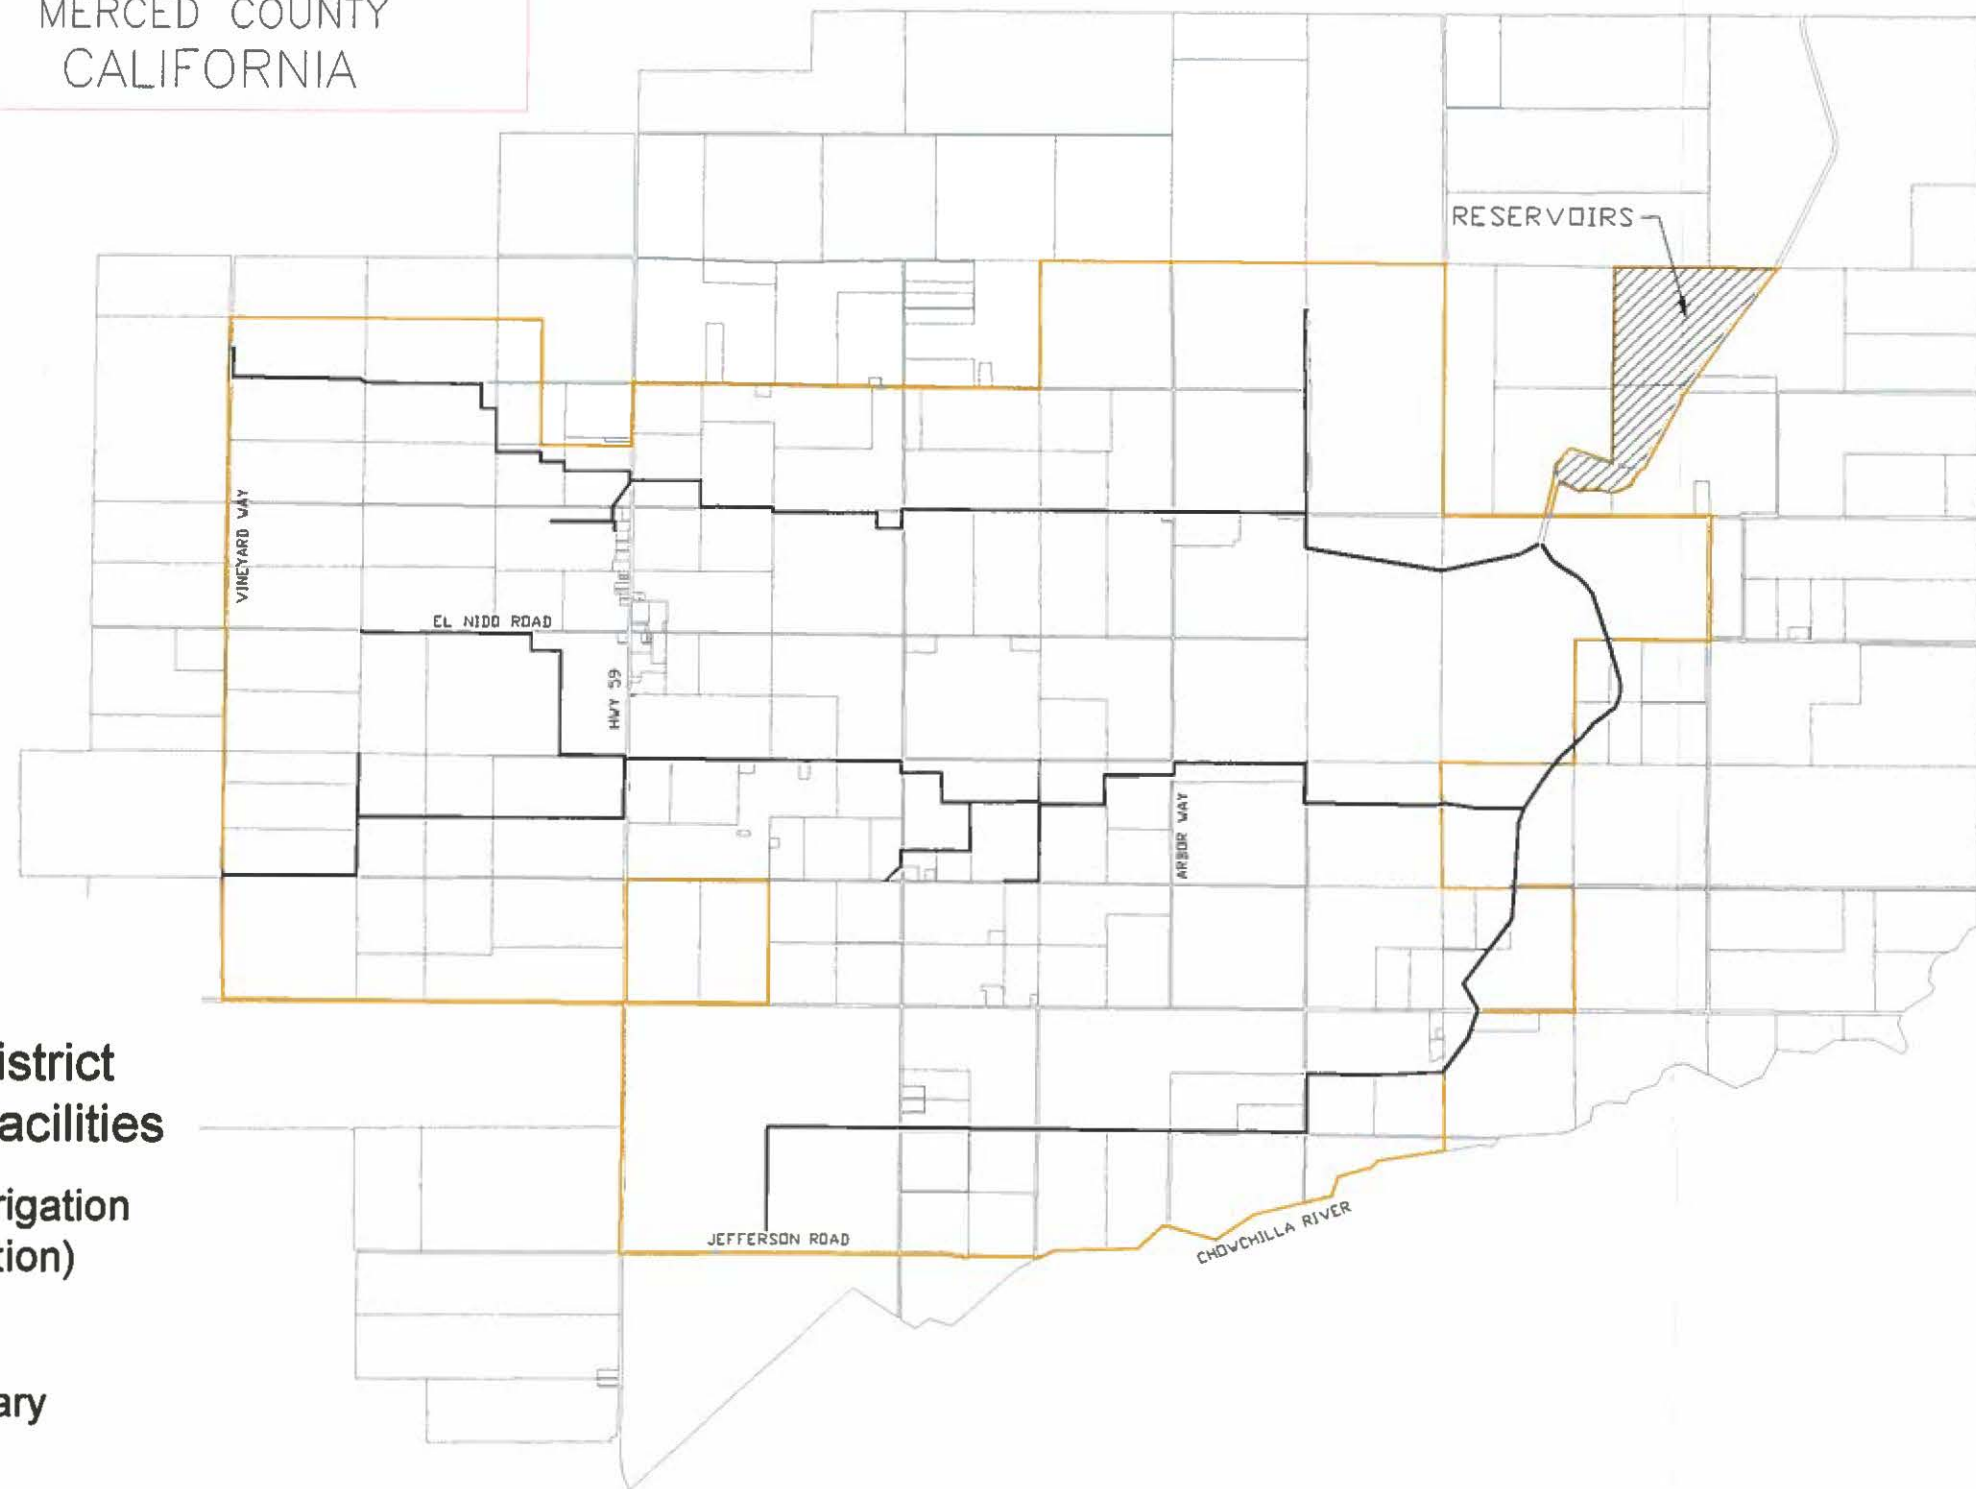 MERCED COUNTY
CALIFORNIA
RESERVOIRS
VINEYARD WAY
EL NIDO ROAD
HWY 59
ARBOR WAY
istrict
acilities
rigation
tion)
JEFFERSON ROAD
CHOWCHILLA RIVER
ary